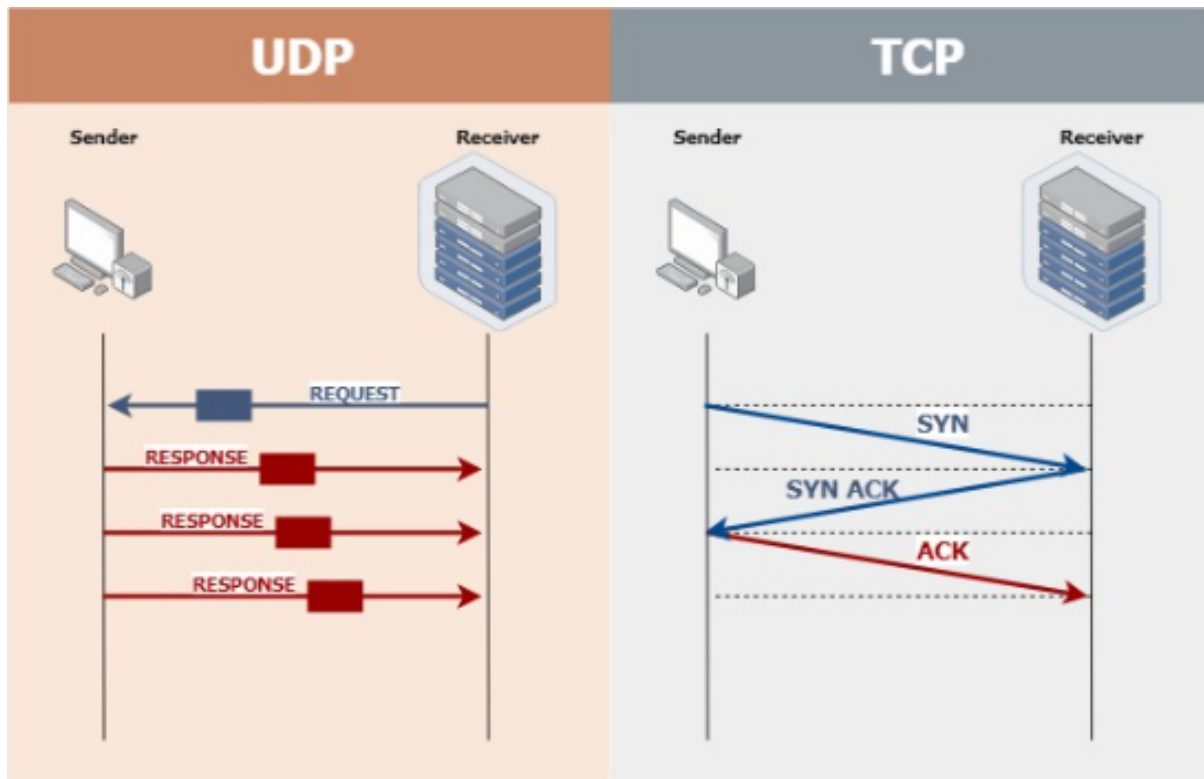 UDP
TCP
Sender
Receiver
Sender
Receiver
REQUEST
RESPONSE
RESPONSE
RESPONSE
SYN
SYN ACK
ACK